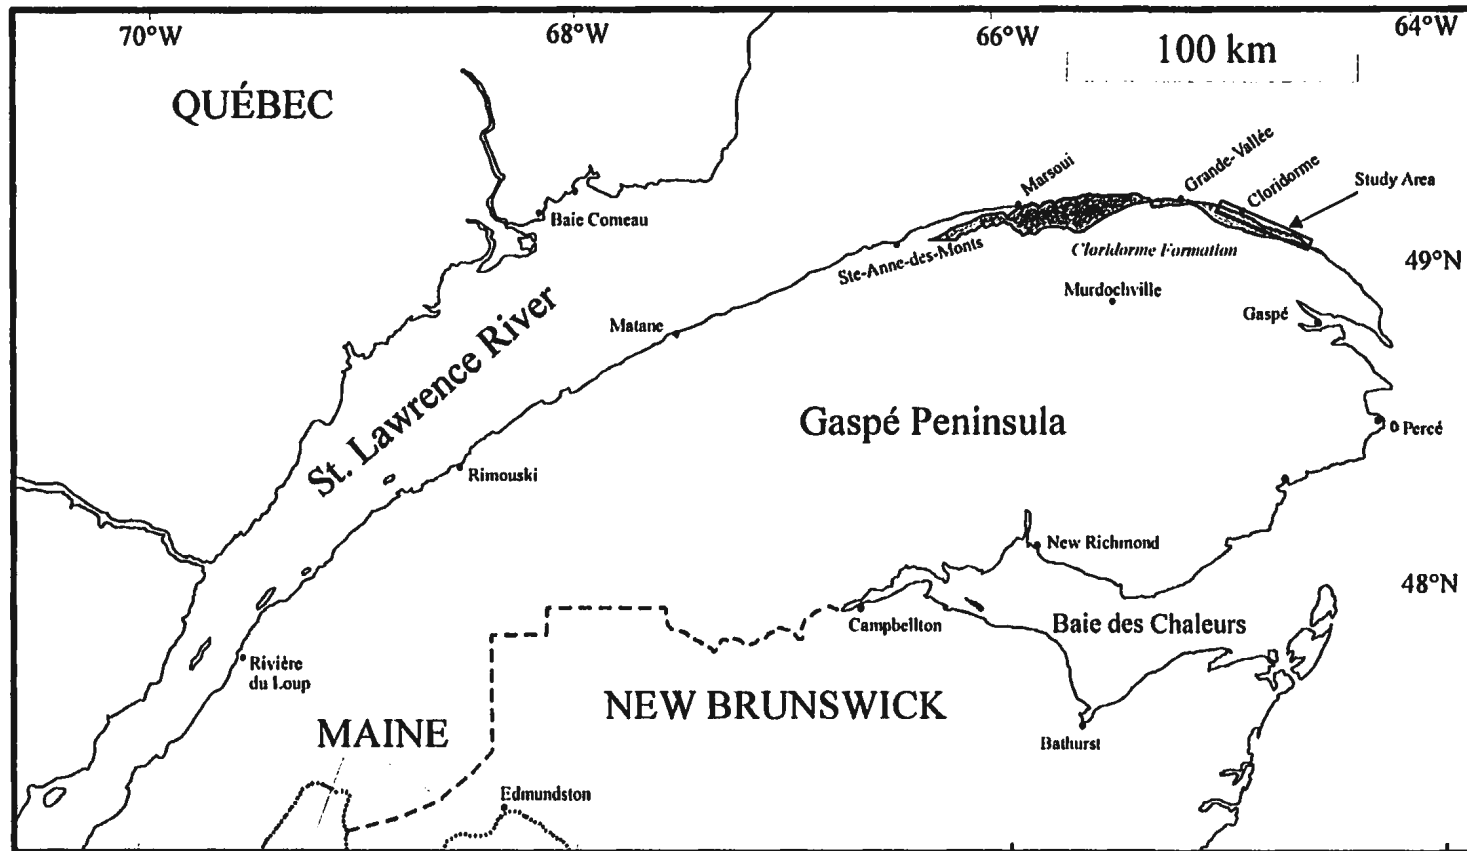 70°W
68°W
66°W
64°W
100 km
QUÉBEC
Marsoui
Grande-Vallée
Cloridorme
Study Area
Baie Comeau
Ste-Anne-des-Monts
Cloridorme Formation
49°N
Murdochville
Gaspé
Matane
St. Lawrence River
Gaspé Peninsula
Percé
Rimouski
New Richmond
48°N
Campbellton
Baie des Chaleurs
Rivière
du Loup
NEW BRUNSWICK
MAINE
Bathurst
Edmundston